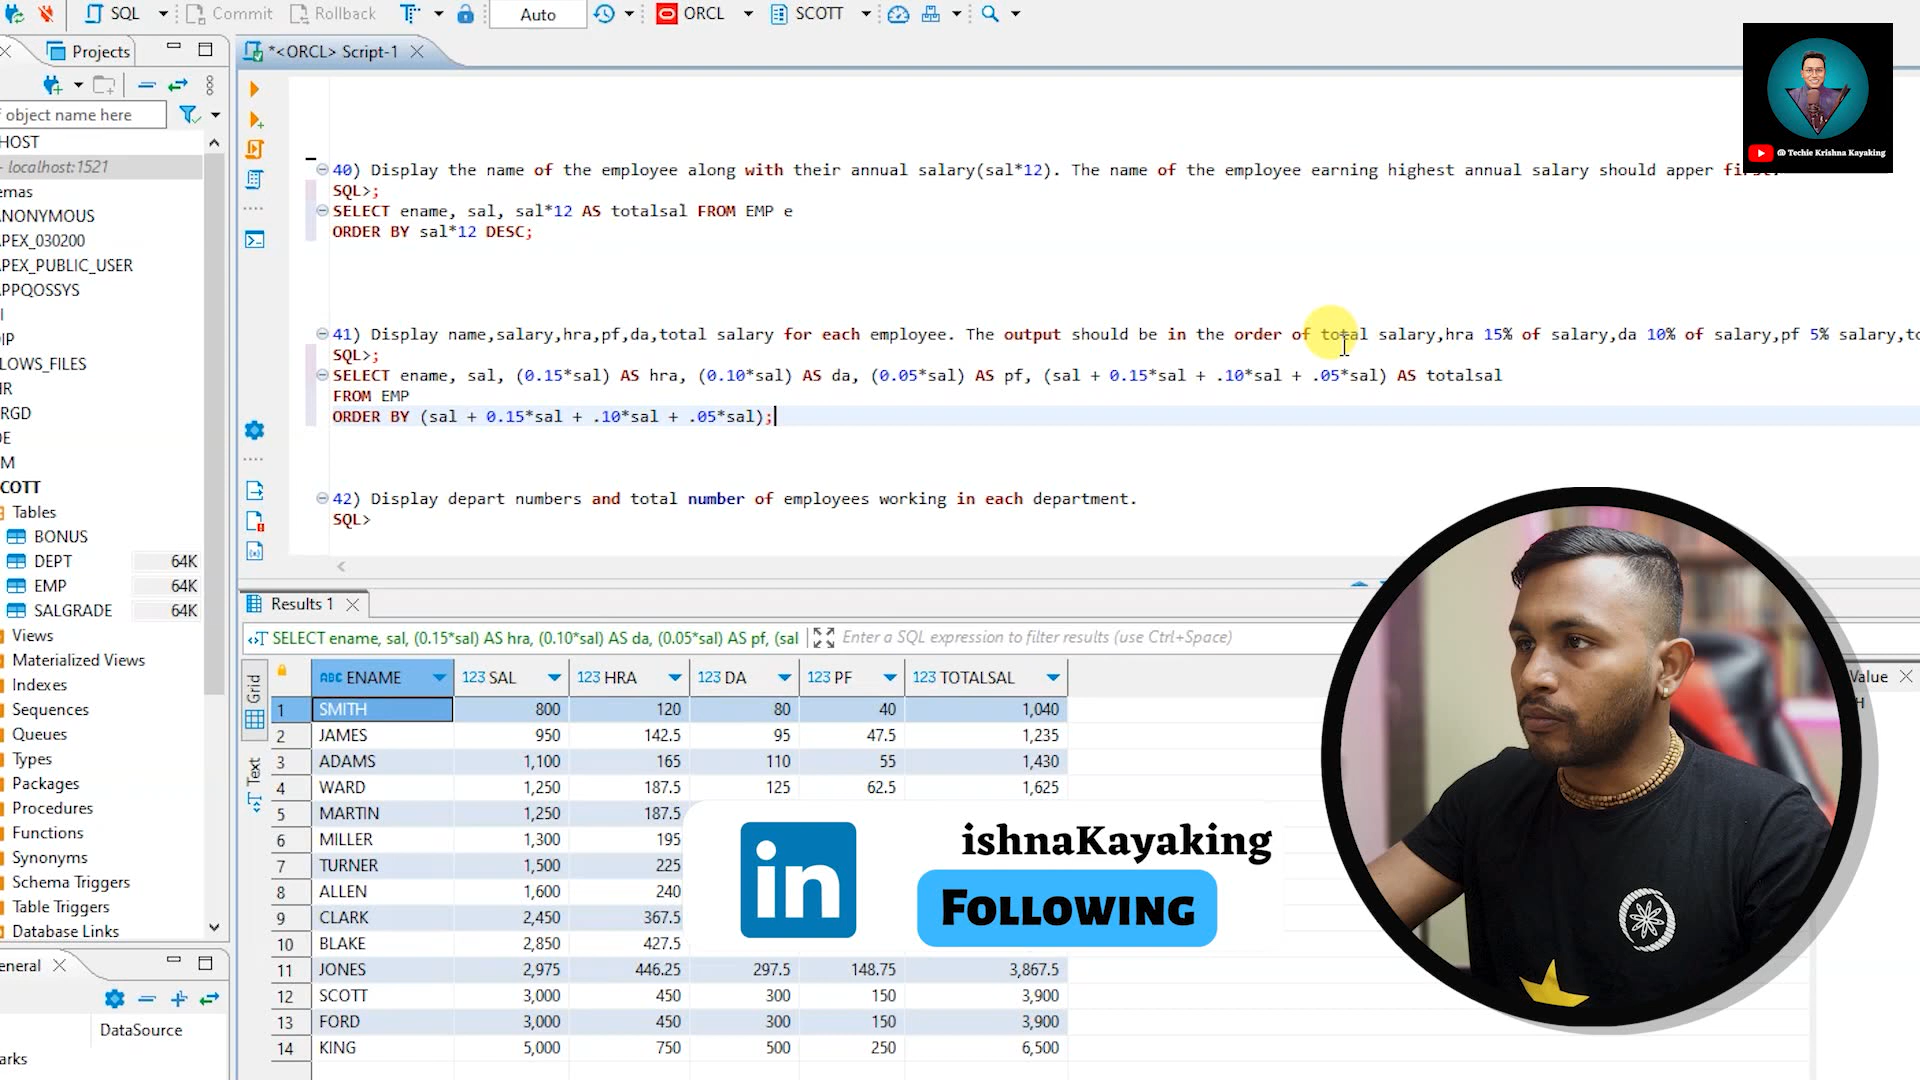 SQL Commit Rollback Auto ORCL SCOTT
Projects *<ORCL> Script-1
object name here
HOST
- localhost:1521
emas
ANONYMOUS
APEX_030200
APEX_PUBLIC_USER
APPQOSSYS
I
DIP
LOWS_FILES
HR
RGD
DE
M
COTT
Tables
BONUS
DEPT 64K
EMP 64K
SALGRADE 64K
Views
Materialized Views
Indexes
Sequences
Queues
Types
Packages
Procedures
Functions
Synonyms
Schema Triggers
Table Triggers
Database Links
eneral
DataSource
arks
40) Display the name of the employee along with their annual salary(sal*12). The name of the employee earning highest annual salary should apper first.
SQL>;
SELECT ename, sal, sal*12 AS totalsal FROM EMP e
ORDER BY sal*12 DESC;
41) Display name,salary,hra,pf,da,total salary for each employee. The output should be in the order of total salary,hra 15% of salary,da 10% of salary,pf 5% salary,to
SQL>;
SELECT ename, sal, (0.15*sal) AS hra, (0.10*sal) AS da, (0.05*sal) AS pf, (sal + 0.15*sal + .10*sal + .05*sal) AS totalsal
FROM EMP
ORDER BY (sal + 0.15*sal + .10*sal + .05*sal);
42) Display depart numbers and total number of employees working in each department.
SQL>
Results 1
SELECT ename, sal, (0.15*sal) AS hra, (0.10*sal) AS da, (0.05*sal) AS pf, (sal Enter a SQL expression to filter results (use Ctrl+Space)
Grid
Text
ABC ENAME 123 SAL 123 HRA 123 DA 123 PF 123 TOTALSAL
1 SMITH 800 120 80 40 1,040
2 JAMES 950 142.5 95 47.5 1,235
3 ADAMS 1,100 165 110 55 1,430
4 WARD 1,250 187.5 125 62.5 1,625
5 MARTIN 1,250 187.5
6 MILLER 1,300 195
7 TURNER 1,500 225
8 ALLEN 1,600 240
9 CLARK 2,450 367.5
10 BLAKE 2,850 427.5
11 JONES 2,975 446.25 297.5 148.75 3,867.5
12 SCOTT 3,000 450 300 150 3,900
13 FORD 3,000 450 300 150 3,900
14 KING 5,000 750 500 250 6,500
Value
H
in
ishnaKayaking
FOLLOWING
@ Techie Krishna Kayaking